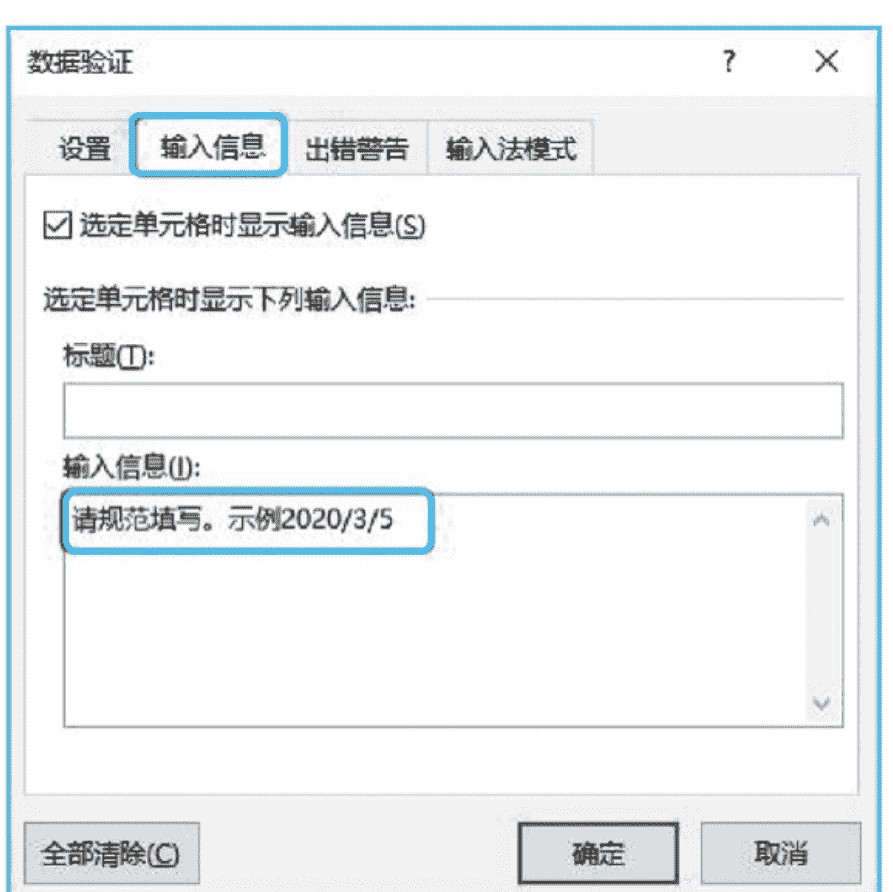 数据验证 ? ×
设置 输入信息 出错警告 输入法模式
选定单元格时显示输入信息(S)
选定单元格时显示下列输入信息:
标题(T):
输入信息(I):
请规范填写。示例2020/3/5
全部清除(C) 确定 取消